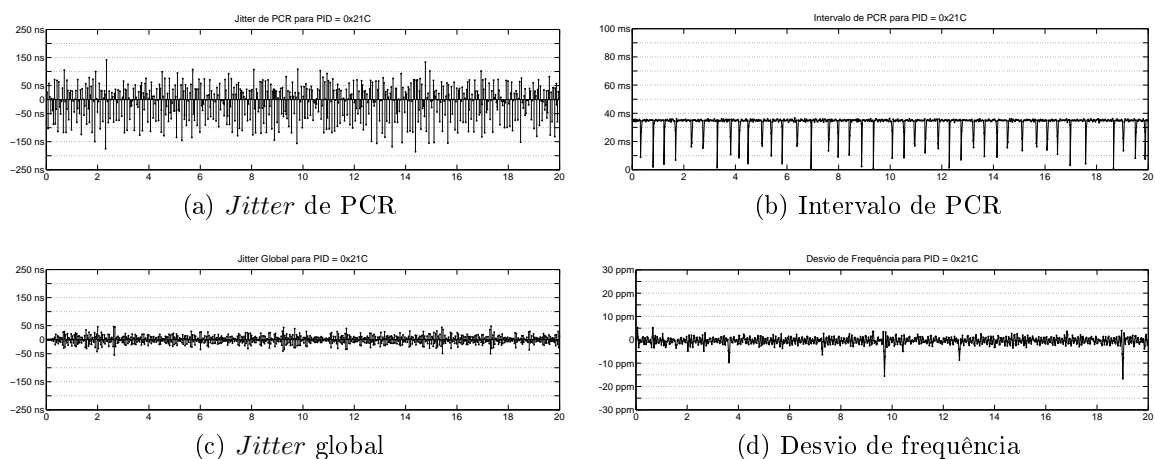 Jitter de PCR para PID = 0x21C
250 ns
150 ns
50 ns
0
−50 ns
−150 ns
−250 ns
0 2 4 6 8 10 12 14 16 18 20
(a) Jitter de PCR
Intervalo de PCR para PID = 0x21C
100 ms
80 ms
60 ms
40 ms
20 ms
0
0 2 4 6 8 10 12 14 16 18 20
(b) Intervalo de PCR
Jitter Global para PID = 0x21C
250 ns
150 ns
50 ns
0
−50 ns
−150 ns
−250 ns
0 2 4 6 8 10 12 14 16 18 20
(c) Jitter global
Desvio de Frequência para PID = 0x21C
30 ppm
20 ppm
10 ppm
0
-10 ppm
-20 ppm
-30 ppm
0 2 4 6 8 10 12 14 16 18 20
(d) Desvio de frequência